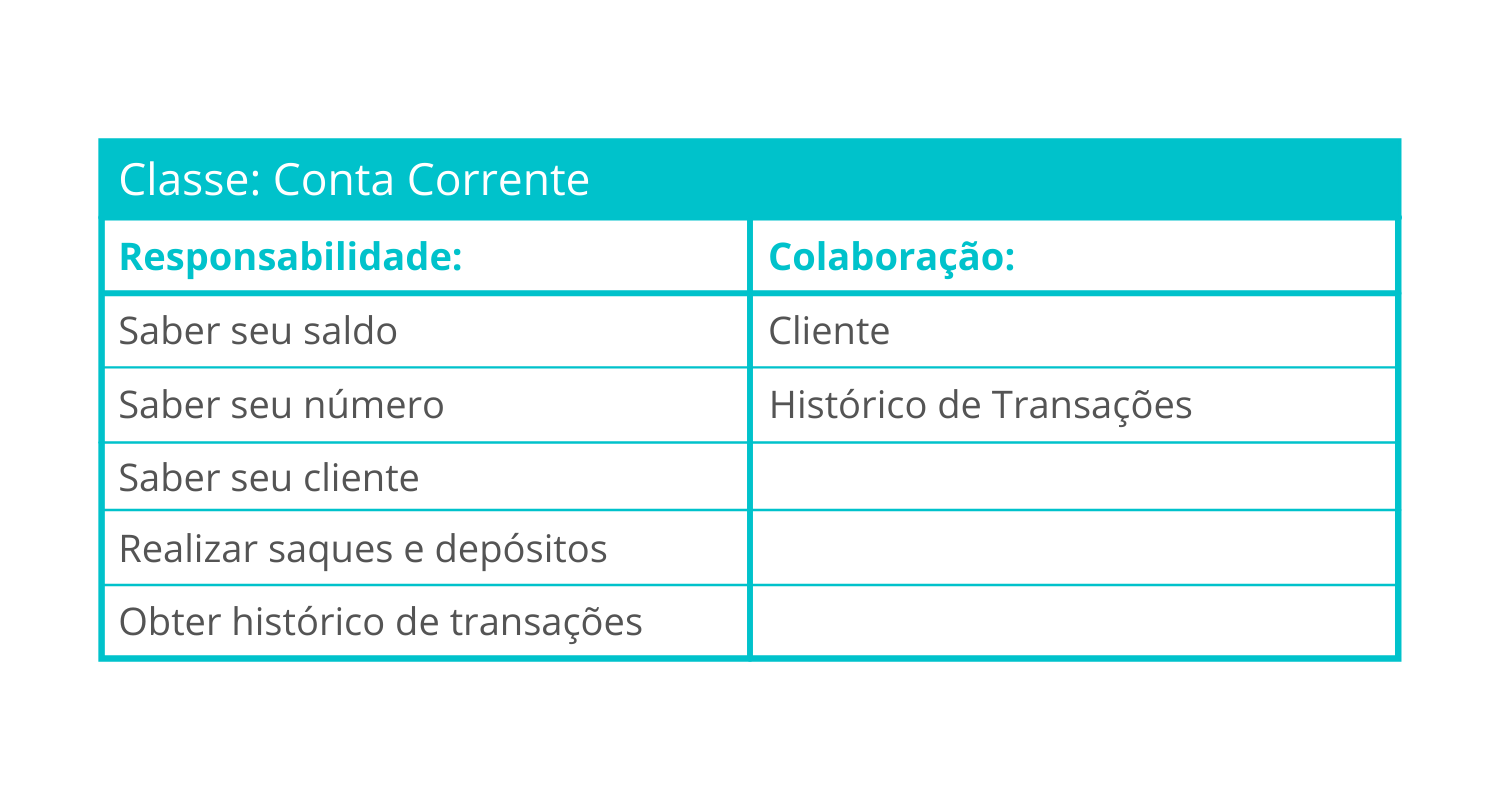 Classe: Conta Corrente
Responsabilidade: Colaboração:
Saber seu saldo Cliente
Saber seu número Histórico de Transações
Saber seu cliente
Realizar saques e depósitos
Obter histórico de transações